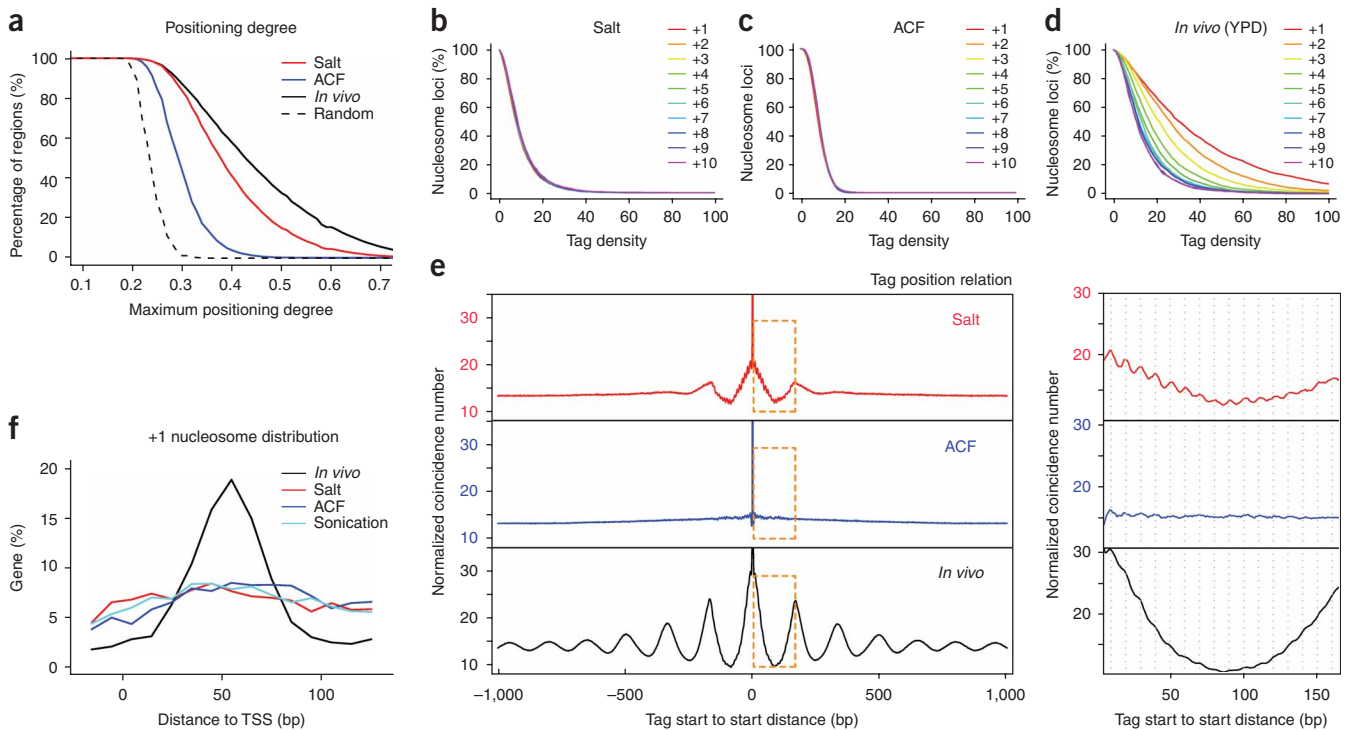 a
Positioning degree
Percentage of regions (%)
100
80
60
40
20
0
Salt
ACF
In vivo
Random
0.1 0.2 0.3 0.4 0.5 0.6 0.7
Maximum positioning degree
b
Salt
Nucleosome loci (%)
100
80
60
40
20
0
+1
+2
+3
+4
+5
+6
+7
+8
+9
+10
0 20 40 60 80 100
Tag density
c
ACF
Nucleosome loci
100
80
60
40
20
0
+1
+2
+3
+4
+5
+6
+7
+8
+9
+10
0 20 40 60 80 100
Tag density
d
In vivo (YPD)
Nucleosome loci (%)
100
80
60
40
20
0
+1
+2
+3
+4
+5
+6
+7
+8
+9
+10
0 20 40 60 80 100
Tag density
e
Tag position relation
Normalized coincidence number
30
20
10
Salt
30
20
10
ACF
30
20
10
In vivo
–1,000 –500 0 500 1,000
Tag start to start distance (bp)
Normalized coincidence number
30
20
30
20
30
20
50 100 150
Tag start to start distance (bp)
f
+1 nucleosome distribution
Gene (%)
20
15
10
5
0
In vivo
Salt
ACF
Sonication
0 50 100
Distance to TSS (bp)